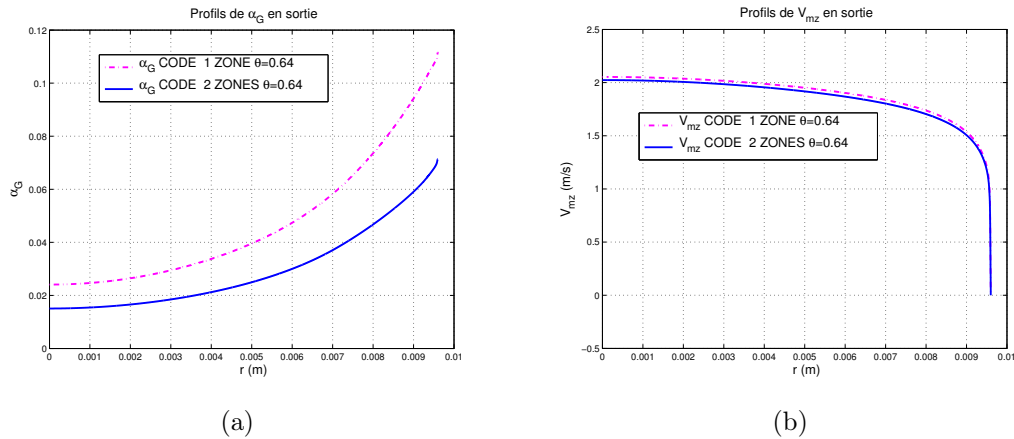 Profils de α_G en sortie
0.12
0.1
0.08
0.06
0.04
0.02
0
α_G
α_G CODE 1 ZONE θ=0.64
α_G CODE 2 ZONES θ=0.64
0 0.001 0.002 0.003 0.004 0.005 0.006 0.007 0.008 0.009 0.01
r (m)
(a)
Profils de V_mz en sortie
2.5
2
1.5
1
0.5
0
−0.5
V_mz (m/s)
V_mz CODE 1 ZONE θ=0.64
V_mz CODE 2 ZONES θ=0.64
0 0.001 0.002 0.003 0.004 0.005 0.006 0.007 0.008 0.009 0.01
r (m)
(b)